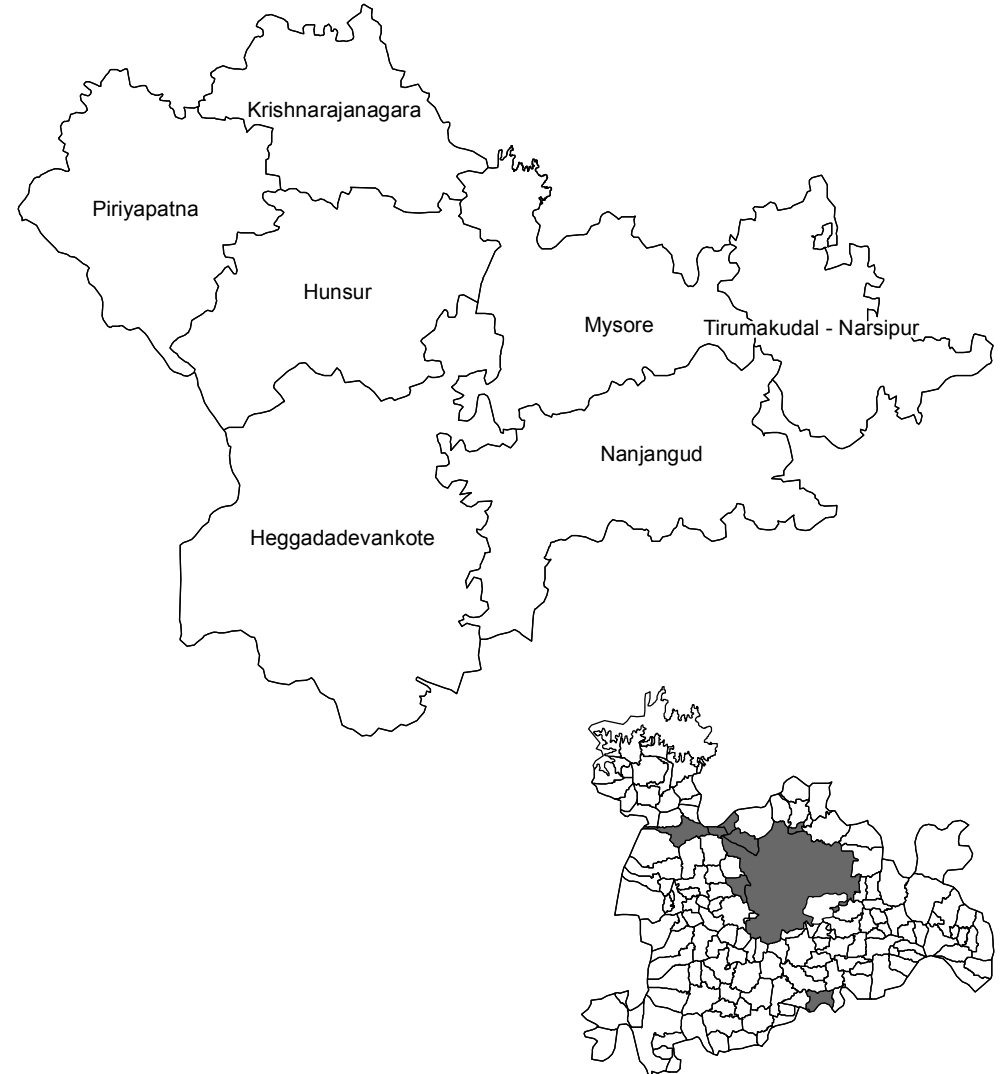 Krishnarajanagara
Piriyapatna
Hunsur
Mysore
Tirumakudal - Narsipur
Nanjangud
Heggadadevankote